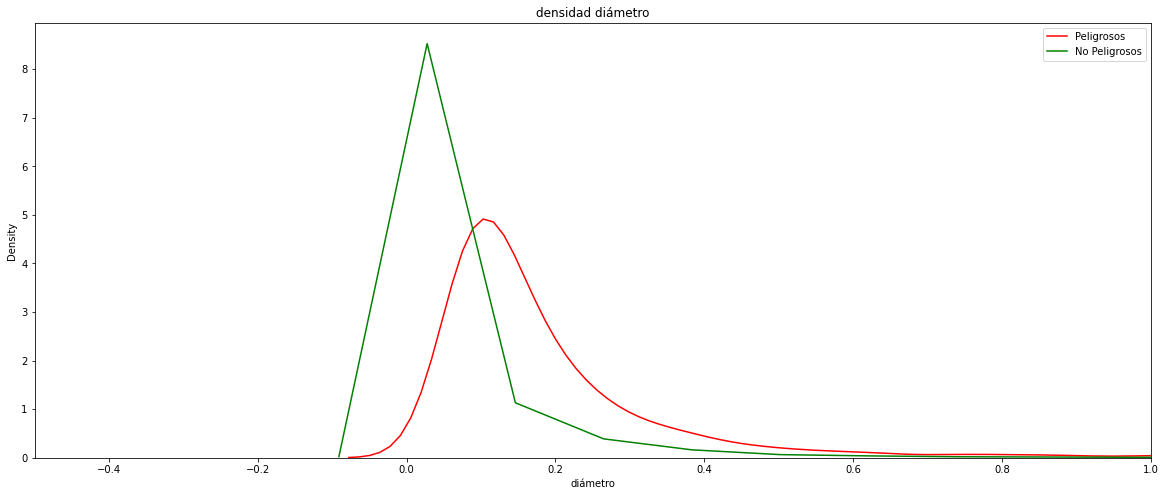 densidad diámetro
Peligrosos
No Peligrosos
Density
8
7
6
5
4
3
2
1
0
−0.4 −0.2 0.0 0.2 0.4 0.6 0.8 1.0
diámetro